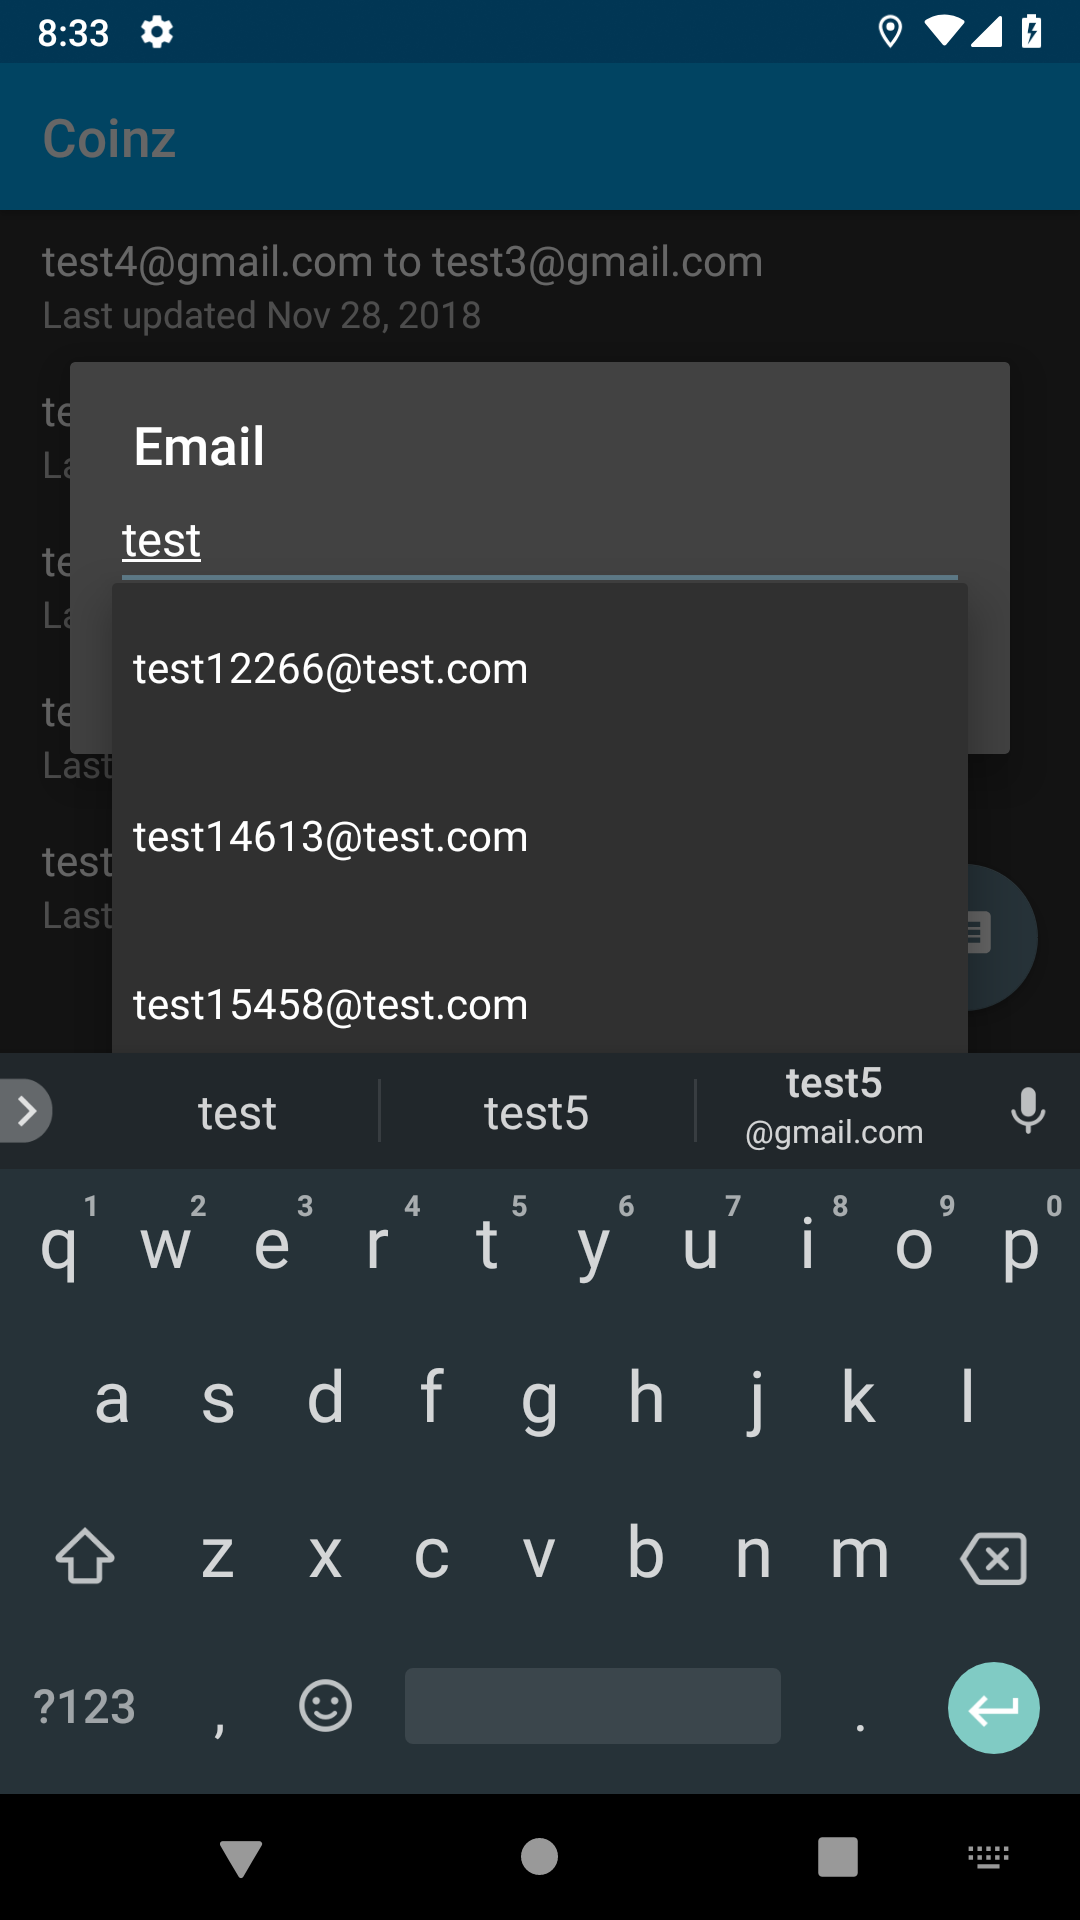 8:33
Coinz
test4@gmail.com to test3@gmail.com
Last updated Nov 28, 2018
te
La
Email
test
te
La
test12266@test.com
te
Last
test14613@test.com
test
Last
test15458@test.com
test test5 test5
@gmail.com
1 2 3 4 5 6 7 8 9 0
q w e r t y u i o p
a s d f g h j k l
z x c v b n m
?123 , .